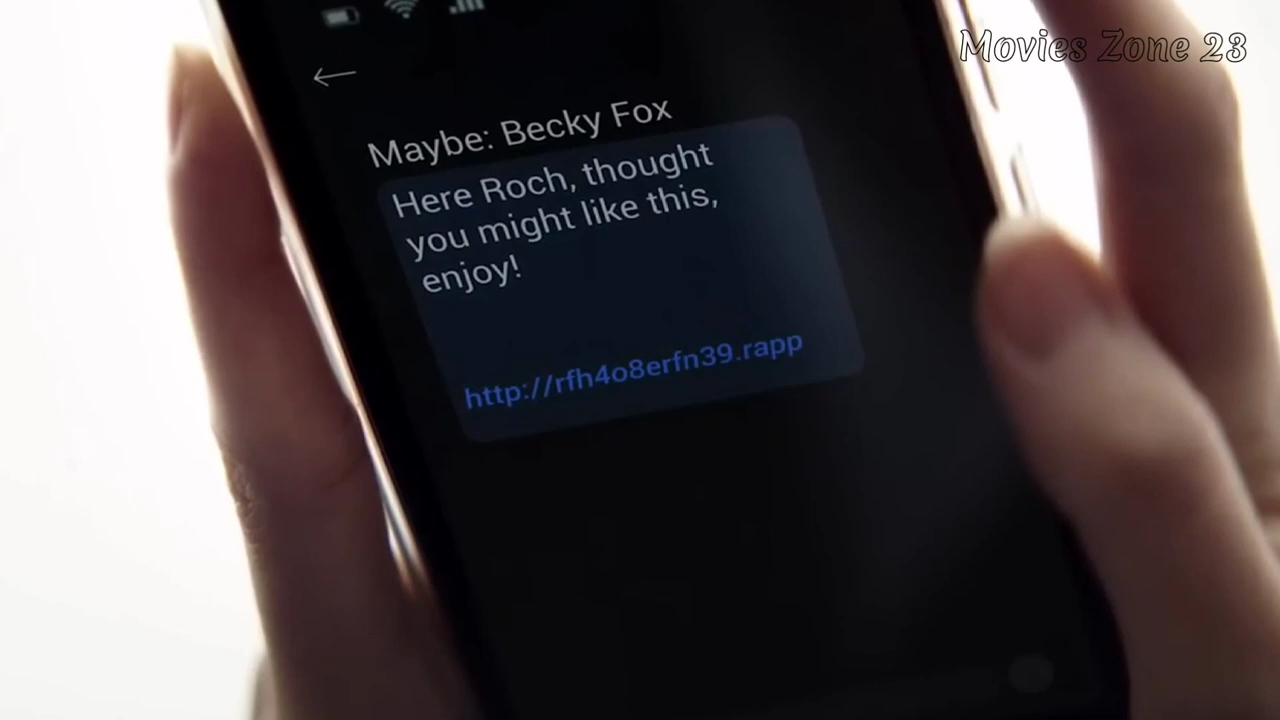 Movies Zone 23
Maybe: Becky Fox
Here Roch, thought
you might like this,
enjoy!
http://rfh4o8erfn39.rapp